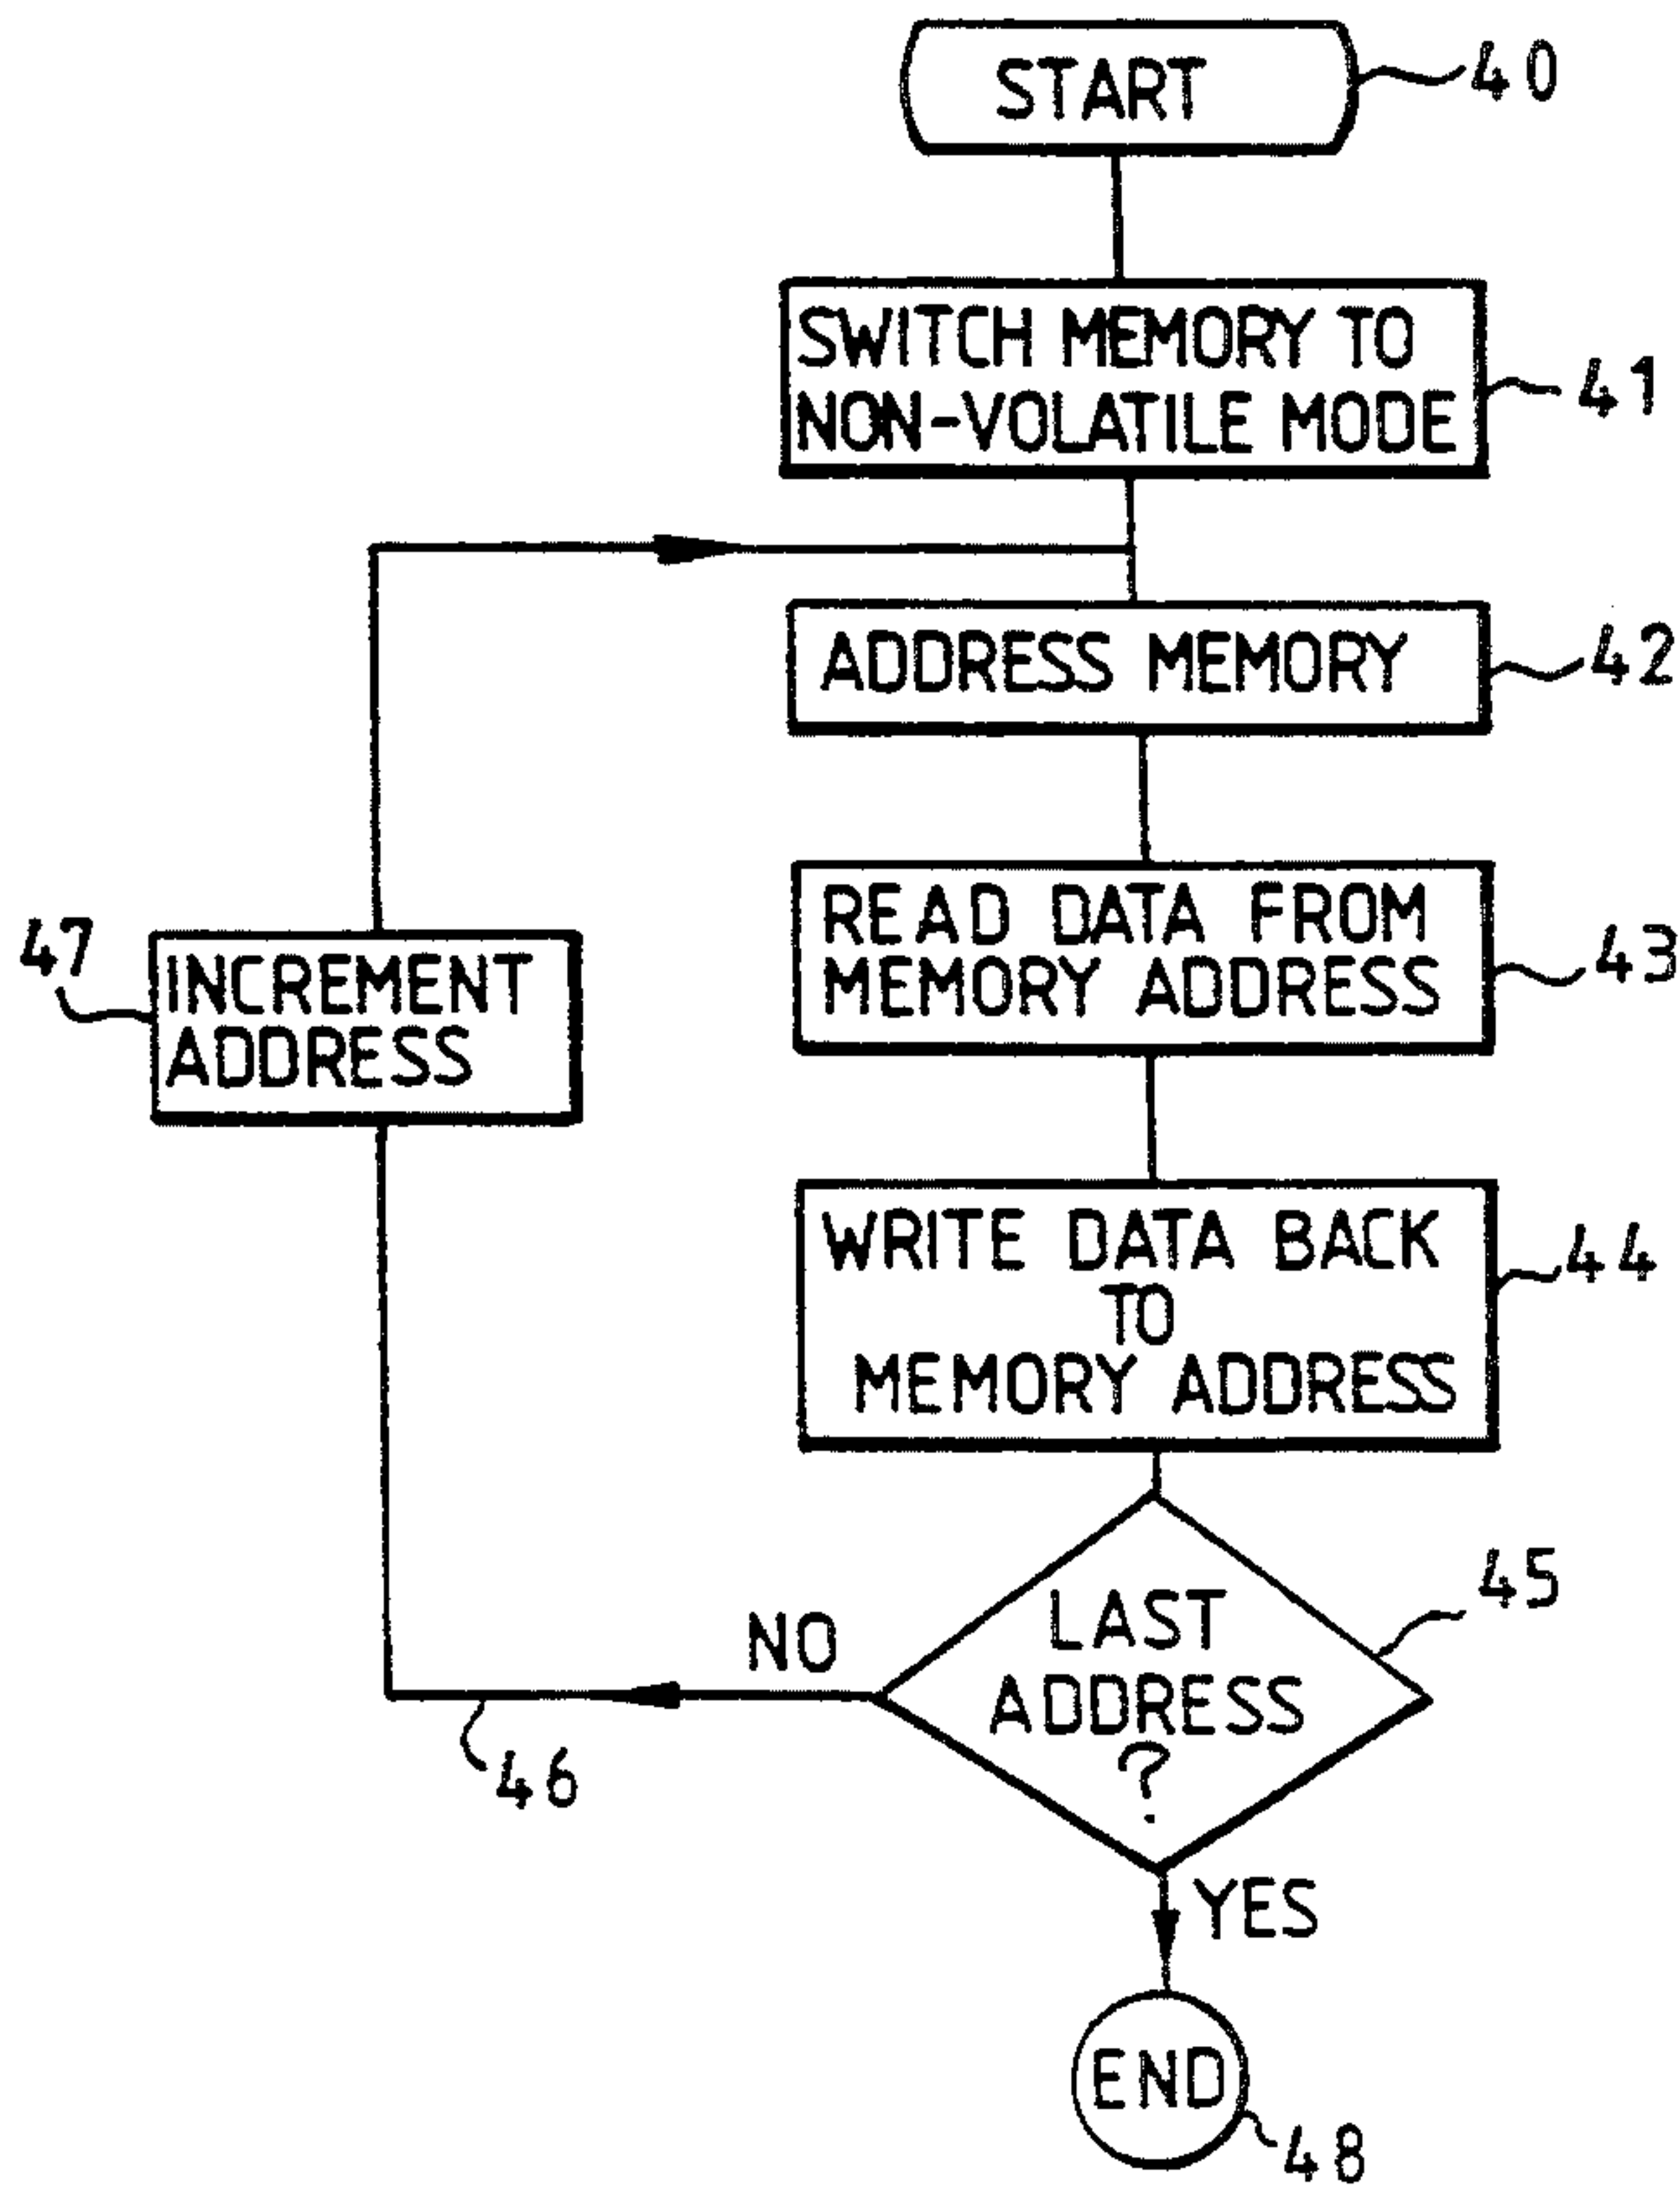 START
40
SWITCH MEMORY TO
NON-VOLATILE MODE
41
ADDRESS MEMORY
42
READ DATA FROM
MEMORY ADDRESS
43
47
INCREMENT
ADDRESS
WRITE DATA BACK
TO
MEMORY ADDRESS
44
LAST
ADDRESS
?
45
NO
46
YES
END
48